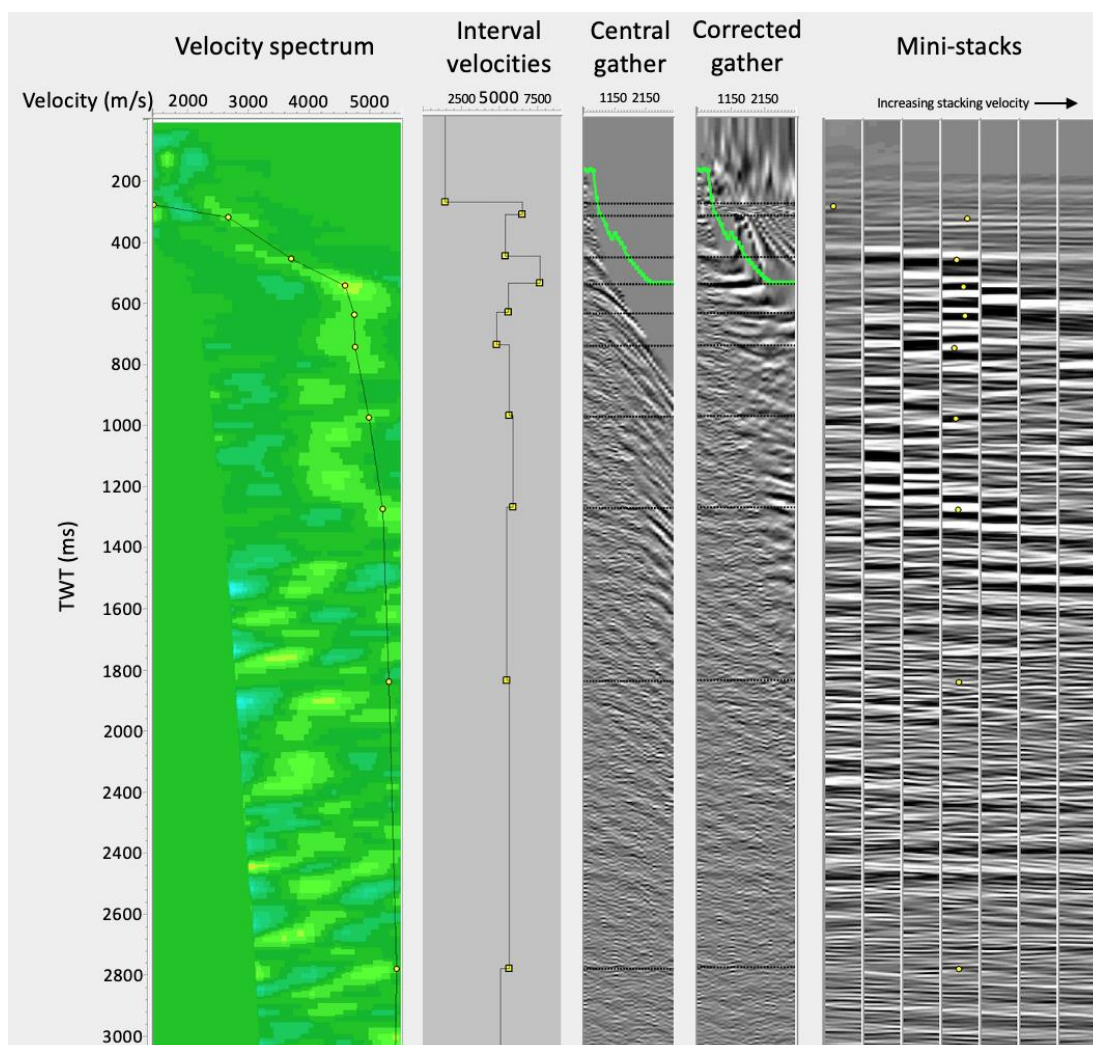 Velocity spectrum
Interval
velocities
Central
gather
Corrected
gather
Mini-stacks
Velocity (m/s)
2000 3000 4000 5000
2500 5000 7500
1150 2150
1150 2150
Increasing stacking velocity
TWT (ms)
200
400
600
800
1000
1200
1400
1600
1800
2000
2200
2400
2600
2800
3000